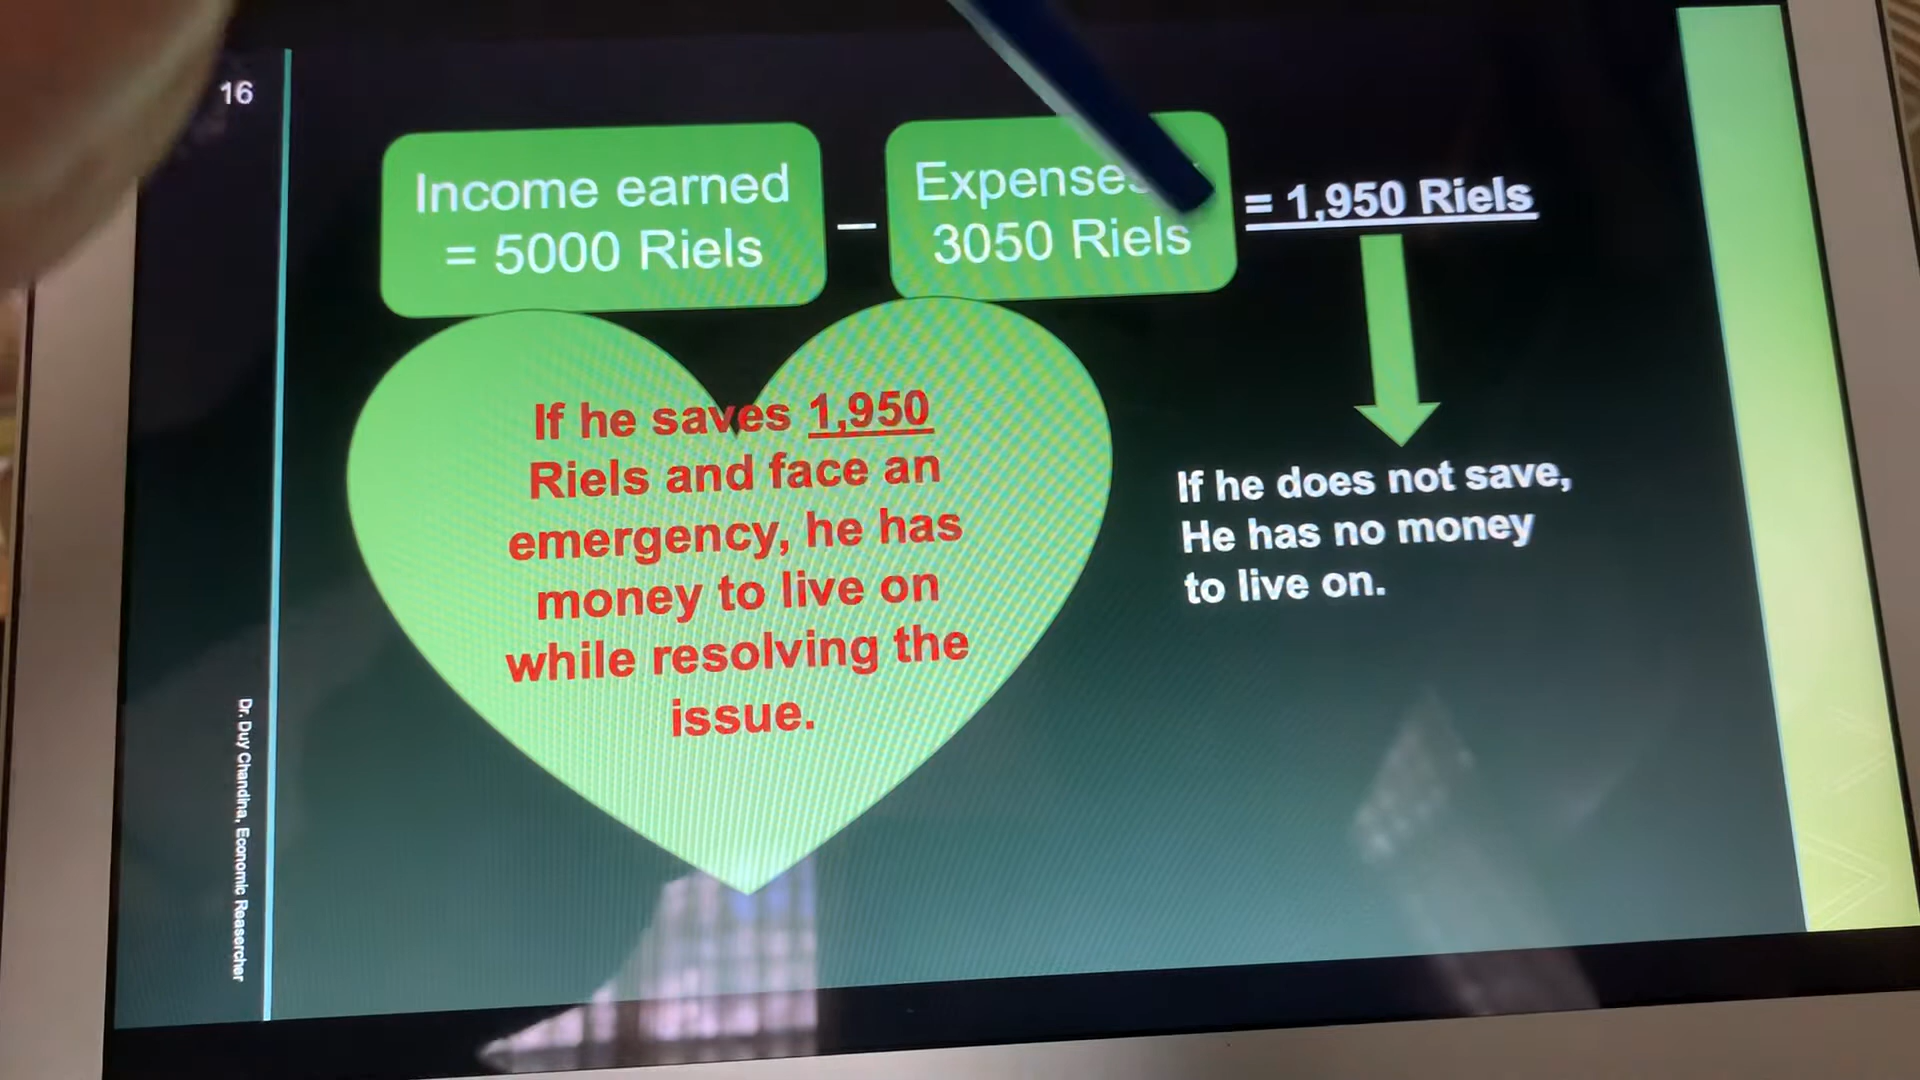 16
Income earned
= 5000 Riels
–
Expenses
3050 Riels
= 1,950 Riels
If he saves 1,950
Riels and face an
emergency, he has
money to live on
while resolving the
issue.
If he does not save,
He has no money
to live on.
Dr. Duy Chandina, Economic Reasercher